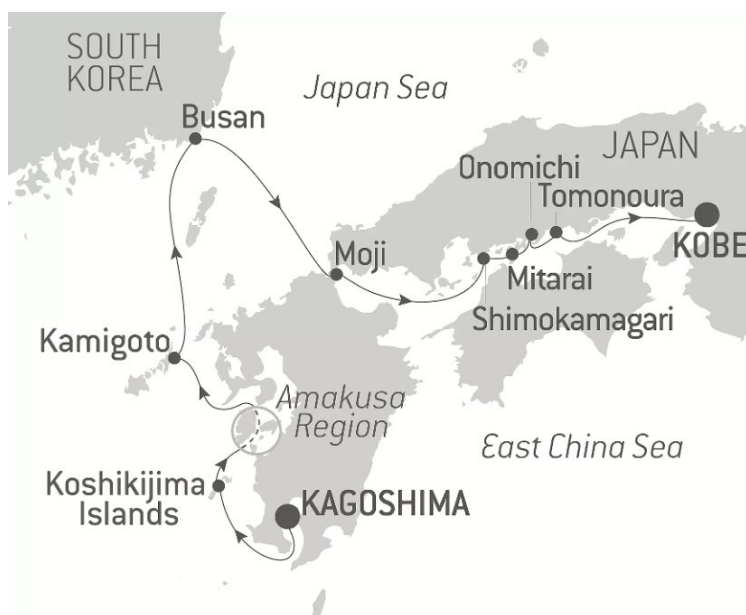 SOUTH
KOREA
Japan Sea
Busan
JAPAN
Onomichi
Tomonoura
KOBE
Moji
Mitarai
Shimokamagari
Kamigoto
Amakusa
Region
East China Sea
Koshikijima
Islands
KAGOSHIMA